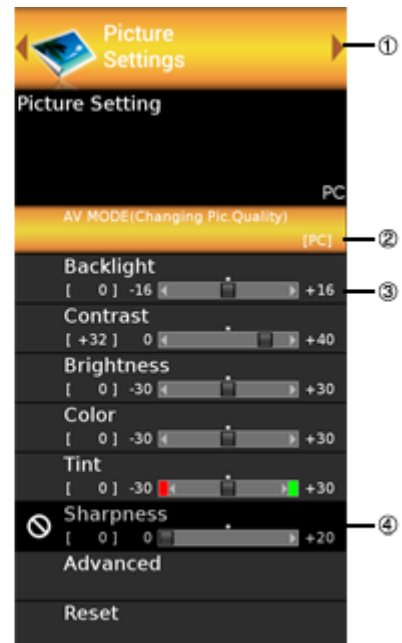 Picture
Settings
①
Picture Setting
PC
AV MODE(Changing Pic.Quality)
[PC]
②
Backlight
[ 0 ] -16 +16
③
Contrast
[ +32 ] 0 +40
Brightness
[ 0 ] -30 +30
Color
[ 0 ] -30 +30
Tint
[ 0 ] -30 +30
Sharpness
④
[ 0 ] 0 +20
Advanced
Reset